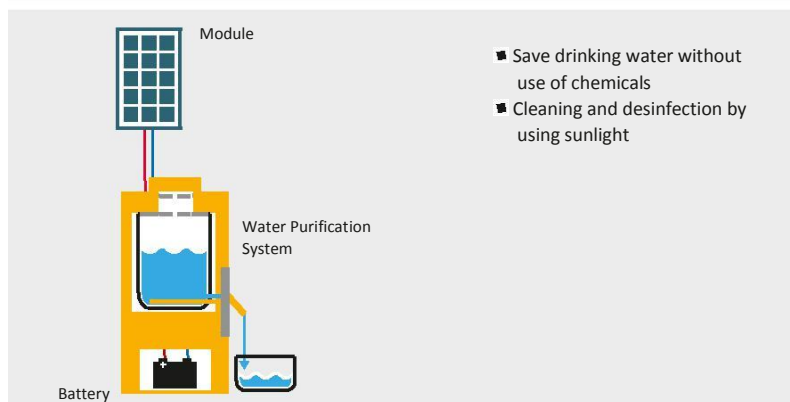 Module
Save drinking water without
use of chemicals
Cleaning and desinfection by
using sunlight
Water Purification
System
+
Battery